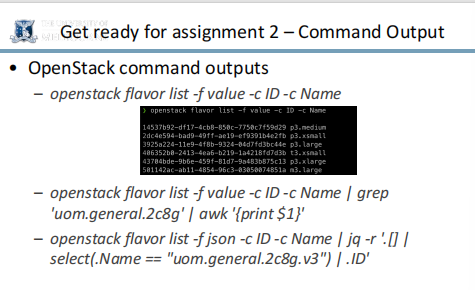 Get ready for assignment 2 – Command Output
• OpenStack command outputs
– openstack flavor list -f value -c ID -c Name
❯ openstack flavor list -f value -c ID -c Name
14537b92-df17-4cb8-850c-7750c7f59d29 p3.medium
2dc4e594-bad9-49ff-ae19-ef9391b4e2fb p3.xsmall
3925a224-11e9-4f8b-9324-04d7fd3bc44e p3.large
406352b0-2413-4ea6-b219-1a4218fd7d3b t3.xsmall
43704bde-9b6e-459f-81d7-9a483b875c13 p3.xlarge
501142ac-ab11-4854-96c3-03050074851a m3.large
– openstack flavor list -f value -c ID -c Name | grep
'uom.general.2c8g' | awk '{print $1}'
– openstack flavor list -f json -c ID -c Name | jq -r '.[] |
select(.Name == "uom.general.2c8g.v3") | .ID'